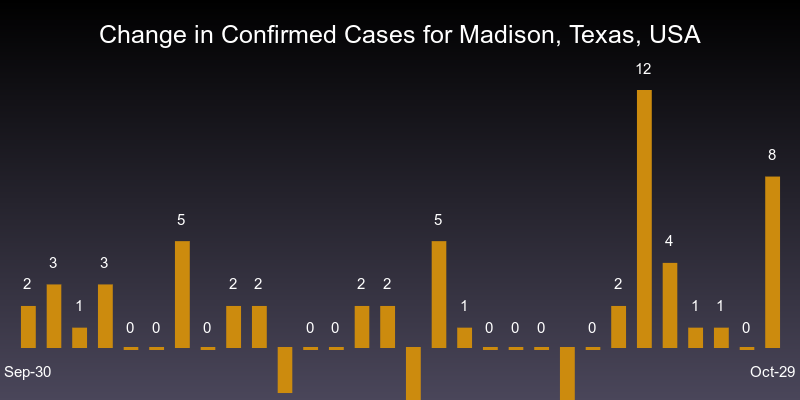 Change in Confirmed Cases for Madison, Texas, USA
2 3 1 3 0 0 5 0 2 2 0 0 2 2 5 1 0 0 0 0 2 12 4 1 1 0 8
Sep-30 Oct-29